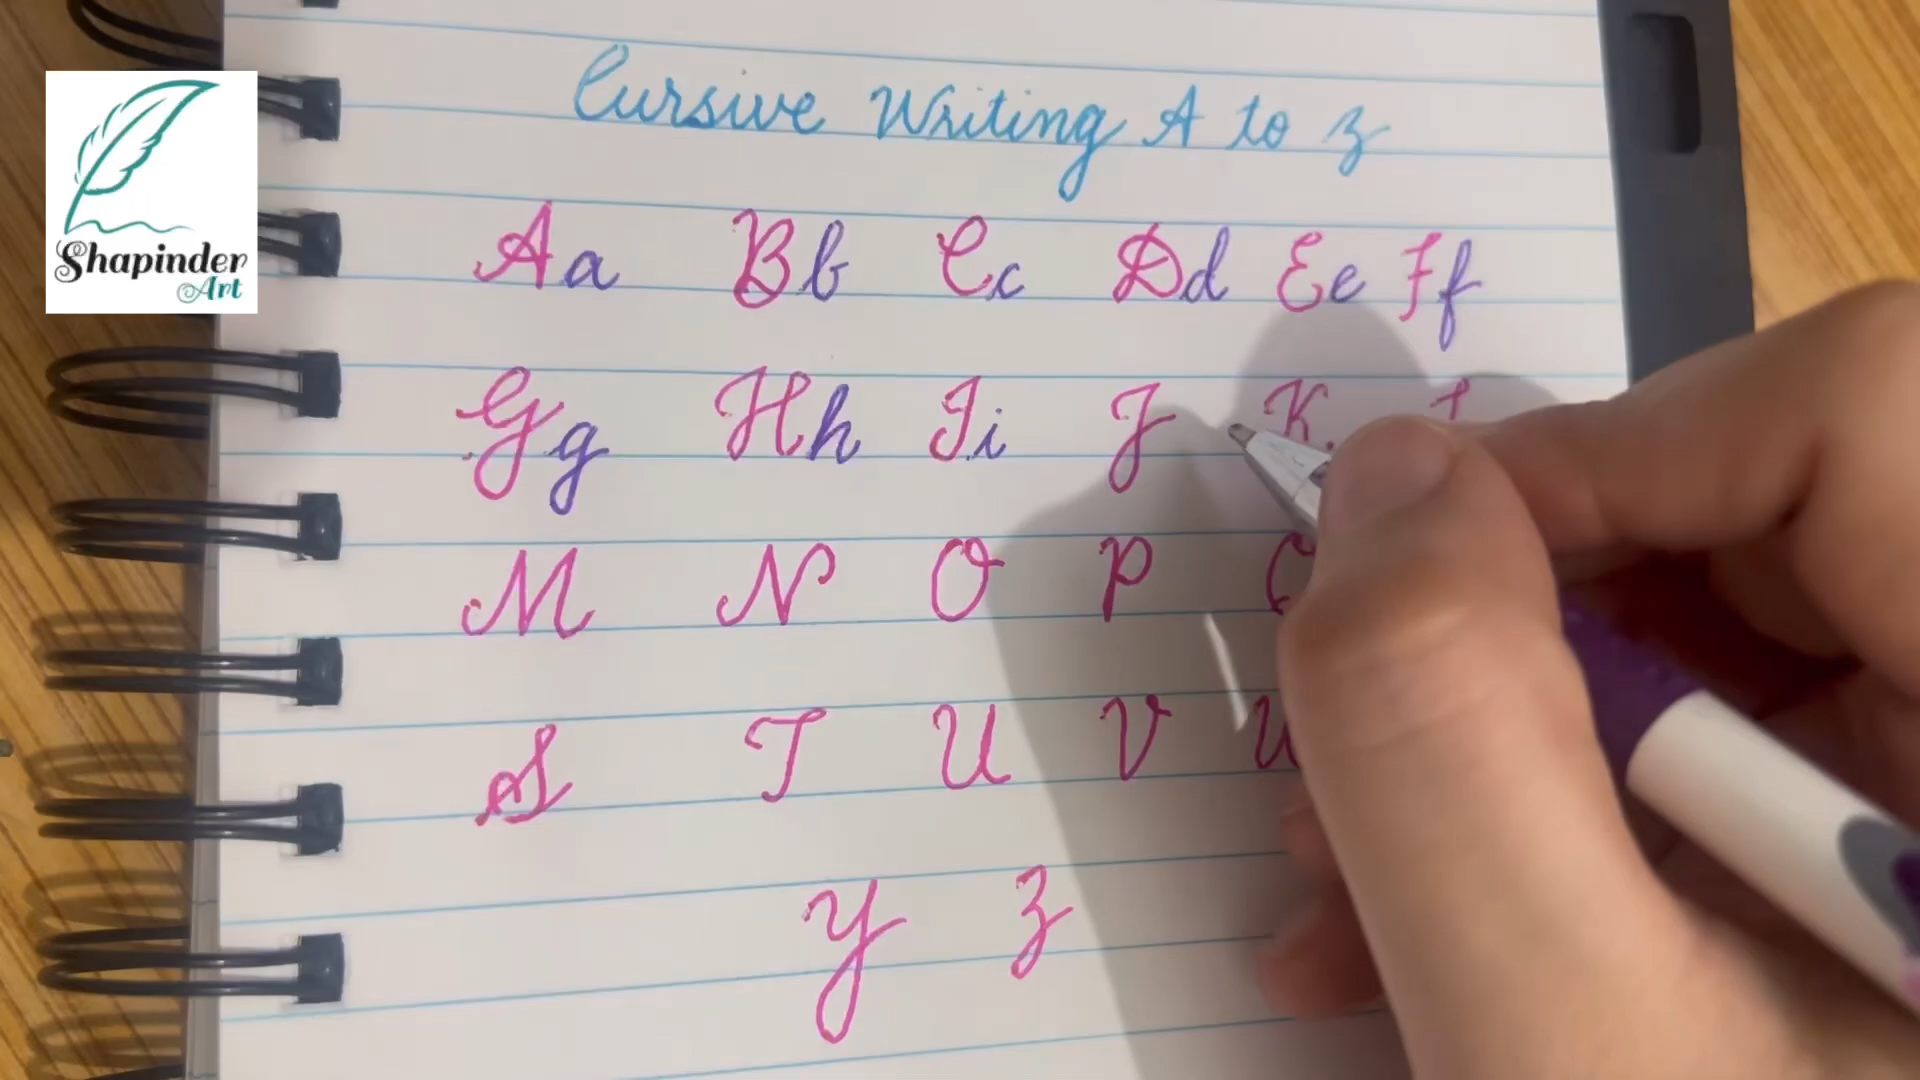 Shapinder
Art
Cursive Writing A to z
Aa Bb Cc Dd Ee Ff
Gg Hh Ii J K
M N O P
S T U V
Y Z